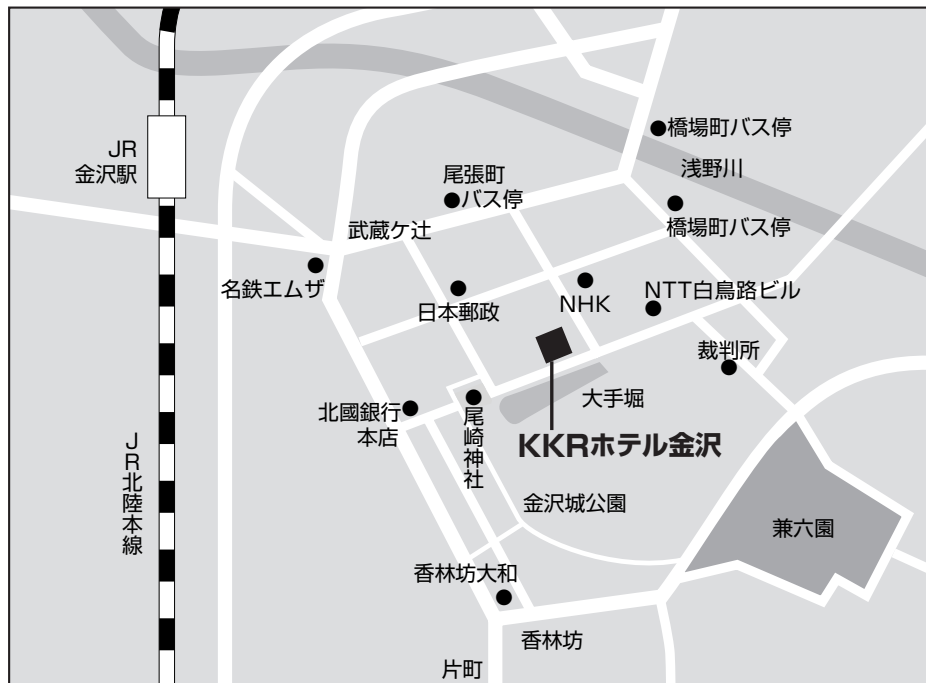 橋場町バス停
JR
金沢駅
浅野川
尾張町
バス停
橋場町バス停
武蔵ケ辻
名鉄エムザ
日本郵政
NHK
NTT白鳥路ビル
裁判所
北國銀行
本店
尾崎神社
大手堀
KKRホテル金沢
JR北陸本線
金沢城公園
兼六園
香林坊大和
香林坊
片町